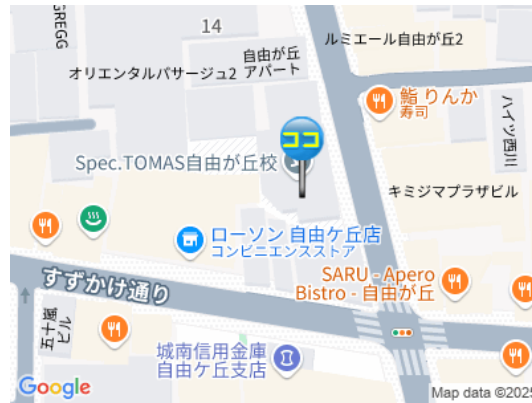 GREGG
14
ルミエール自由が丘2
自由が丘
アパート
オリエンタルパサージュ2
鮨 りんか
寿司
ハイツ西川
ココ
Spec.TOMAS自由が丘校
キミジマプラザビル
ローソン 自由ケ丘店
コンビニエンスストア
すずかけ通り
SARU - Apero
Bistro - 自由が丘
第十五
ビル
城南信用金庫
自由ケ丘支店
Google
Map data ©2025